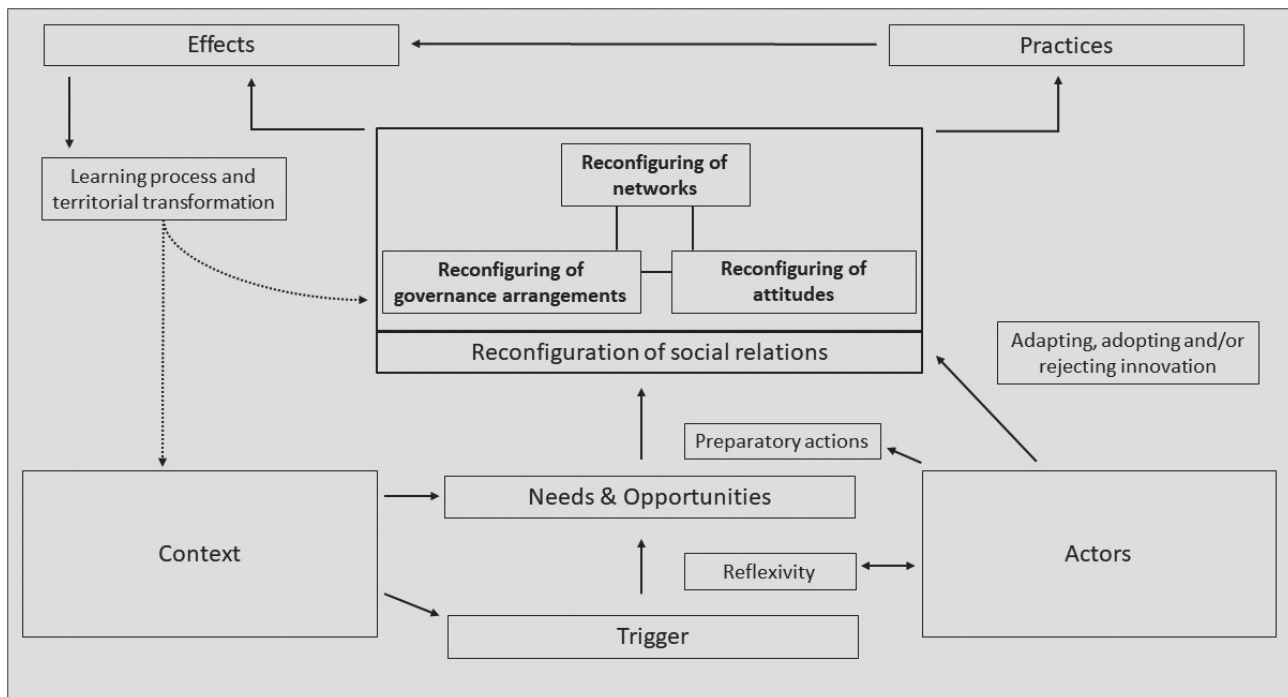 Effects
Practices
Learning process and
territorial transformation
Reconfiguring of
networks
Reconfiguring of
governance arrangements
Reconfiguring of
attitudes
Reconfiguration of social relations
Adapting, adopting and/or
rejecting innovation
Preparatory actions
Needs & Opportunities
Context
Reflexivity
Actors
Trigger